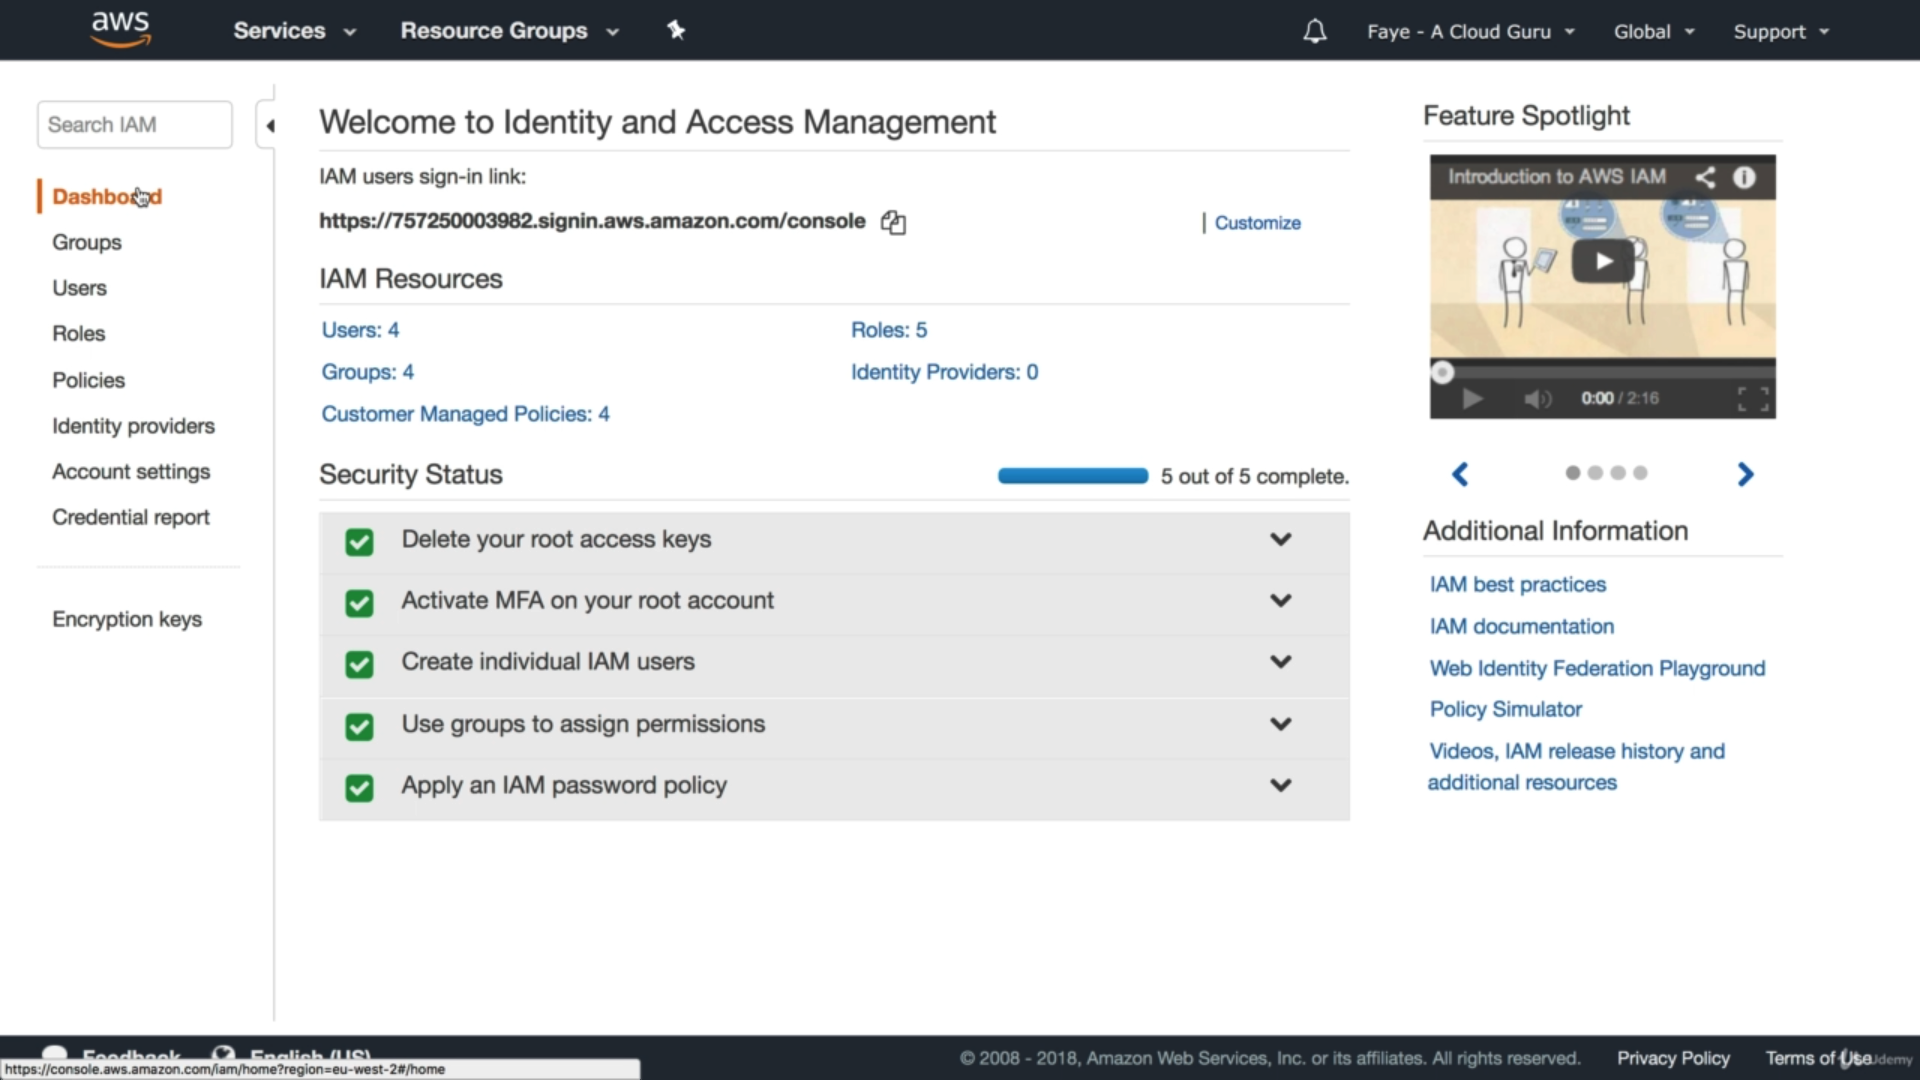 aws
Services
Resource Groups
Faye - A Cloud Guru
Global
Support
Search IAM
Dashboard
Groups
Users
Roles
Policies
Identity providers
Account settings
Credential report
Encryption keys
Welcome to Identity and Access Management
IAM users sign-in link:
https://757250003982.signin.aws.amazon.com/console
| Customize
IAM Resources
Users: 4
Roles: 5
Groups: 4
Identity Providers: 0
Customer Managed Policies: 4
Security Status
5 out of 5 complete.
Delete your root access keys
Activate MFA on your root account
Create individual IAM users
Use groups to assign permissions
Apply an IAM password policy
Feature Spotlight
Introduction to AWS IAM
0:00 / 2:16
Additional Information
IAM best practices
IAM documentation
Web Identity Federation Playground
Policy Simulator
Videos, IAM release history and
additional resources
Feedback
English (US)
© 2008 - 2018, Amazon Web Services, Inc. or its affiliates. All rights reserved.
Privacy Policy
Terms of Use
Udemy
https://console.aws.amazon.com/iam/home?region=eu-west-2#/home